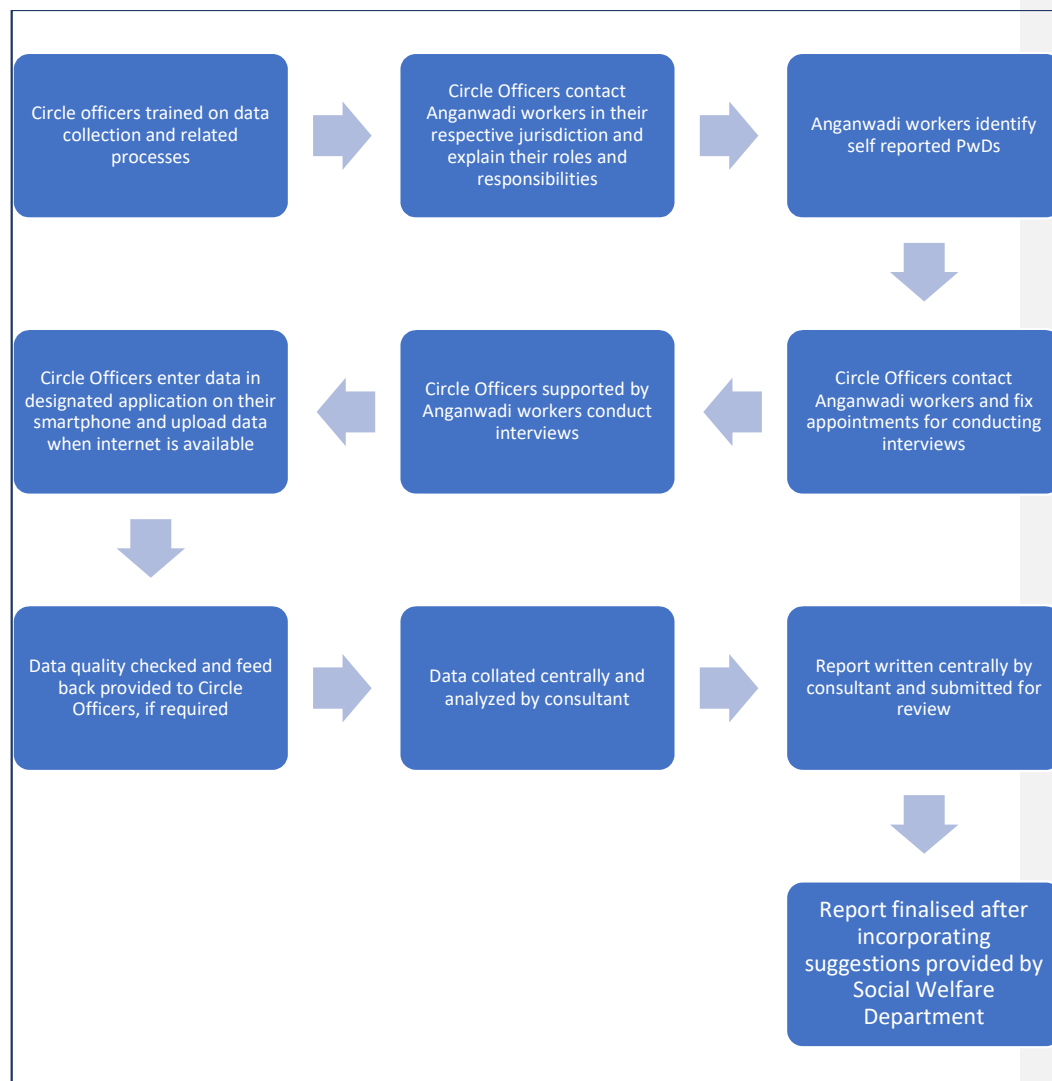 Circle officers trained on data
collection and related
processes
Circle Officers contact
Anganwadi workers in their
respective jurisdiction and
explain their roles and
responsibilities
Anganwadi workers identify
self reported PwDs
Circle Officers contact
Anganwadi workers and fix
appointments for conducting
interviews
Circle Officers supported by
Anganwadi workers conduct
interviews
Circle Officers enter data in
designated application on their
smartphone and upload data
when internet is available
Data quality checked and feed
back provided to Circle
Officers, if required
Data collated centrally and
analyzed by consultant
Report written centrally by
consultant and submitted for
review
Report finalised after
incorporating
suggestions provided by
Social Welfare
Department